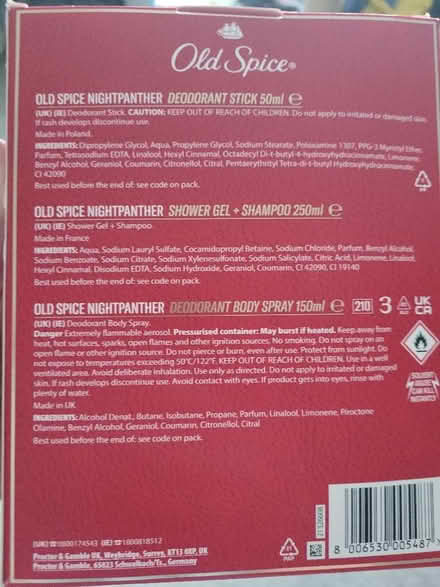 Old Spice®
OLD SPICE NIGHTPANTHER DEODORANT STICK 50ml ℮
(UK) (IE) Deodorant Stick. CAUTION: KEEP OUT OF REACH OF CHILDREN. Do not apply to irritated or damaged skin.
If rash develops discontinue use.
Made in Poland.
INGREDIENTS: Dipropylene Glycol, Aqua, Propylene Glycol, Sodium Stearate, Poloxamine 1307, PPG-3 Myristyl Ether,
Parfum, Tetrasodium EDTA, Linalool, Hexyl Cinnamal, Octadecyl Di-t-butyl-4-hydroxyhydrocinnamate, Limonene,
Benzyl Alcohol, Geraniol, Coumarin, Citronellol, Citral, Pentaerythrityl Tetra-di-t-butyl Hydroxyhydrocinnamate,
CI 42090
Best used before the end of: see code on pack.
OLD SPICE NIGHTPANTHER SHOWER GEL + SHAMPOO 250ml ℮
(UK) (IE) Shower Gel + Shampoo.
Made in France
INGREDIENTS: Aqua, Sodium Lauryl Sulfate, Cocamidopropyl Betaine, Sodium Chloride, Parfum, Benzyl Alcohol,
Sodium Benzoate, Sodium Citrate, Sodium Xylenesulfonate, Sodium Salicylate, Citric Acid, Limonene, Linalool,
Hexyl Cinnamal, Disodium EDTA, Sodium Hydroxide, Geraniol, Coumarin, CI 42090, CI 19140
Best used before the end of: see code on pack.
OLD SPICE NIGHTPANTHER DEODORANT BODY SPRAY 150ml ℮ 210 3 UK
CA
(UK) (IE) Deodorant Body Spray.
Danger Extremely flammable aerosol. Pressurised container: May burst if heated. Keep away from
heat, hot surfaces, sparks, open flames and other ignition sources. No smoking. Do not spray on an
open flame or other ignition source. Do not pierce or burn, even after use. Protect from sunlight. Do
not expose to temperatures exceeding 50°C/122°F. KEEP OUT OF REACH OF CHILDREN. Use in a well
ventilated area. Avoid deliberate inhalation. Use only as directed. Do not apply to irritated or damaged
skin. If rash develops discontinue use. Avoid contact with eyes. If product gets into eyes, rinse with
plenty of water.
Made in UK
INGREDIENTS: Alcohol Denat., Butane, Isobutane, Propane, Parfum, Linalool, Limonene, Piroctone
Olamine, Benzyl Alcohol, Geraniol, Coumarin, Citronellol, Citral
Best used before the end of: see code on pack.
SOLVENT
ABUSE
CAN KILL
INSTANTLY
(UK) ☎ 0800174543 (IE) ☎ 1800818512
Procter & Gamble UK, Weybridge, Surrey, KT13 0XP, UK
Procter & Gamble, 65823 Schwalbach/Ts., Germany
PAP
8 006530 005487